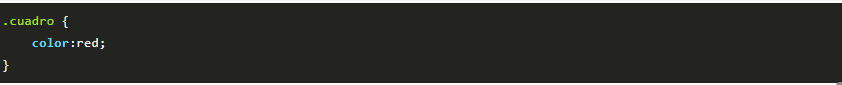 .cuadro {
    color:red;
}